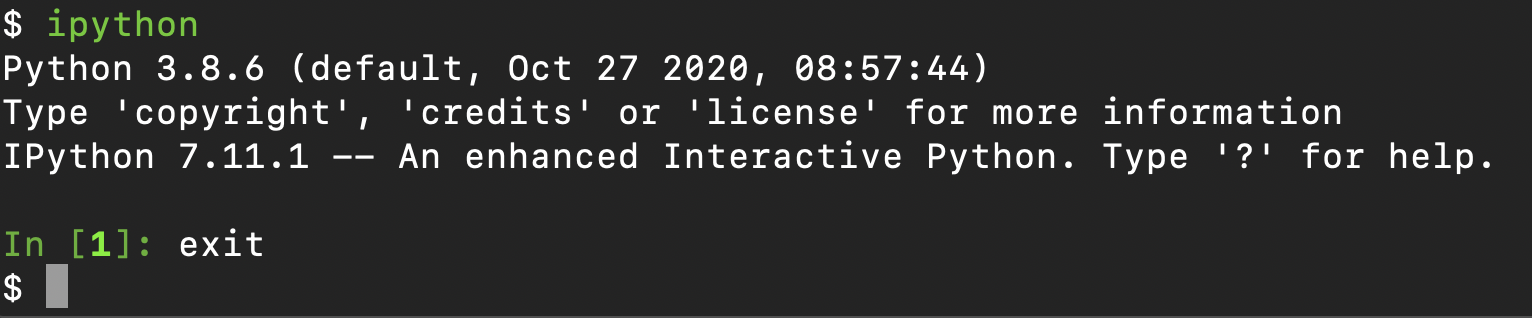 $ ipython
Python 3.8.6 (default, Oct 27 2020, 08:57:44)
Type 'copyright', 'credits' or 'license' for more information
IPython 7.11.1 -- An enhanced Interactive Python. Type '?' for help.
In [1]: exit
$